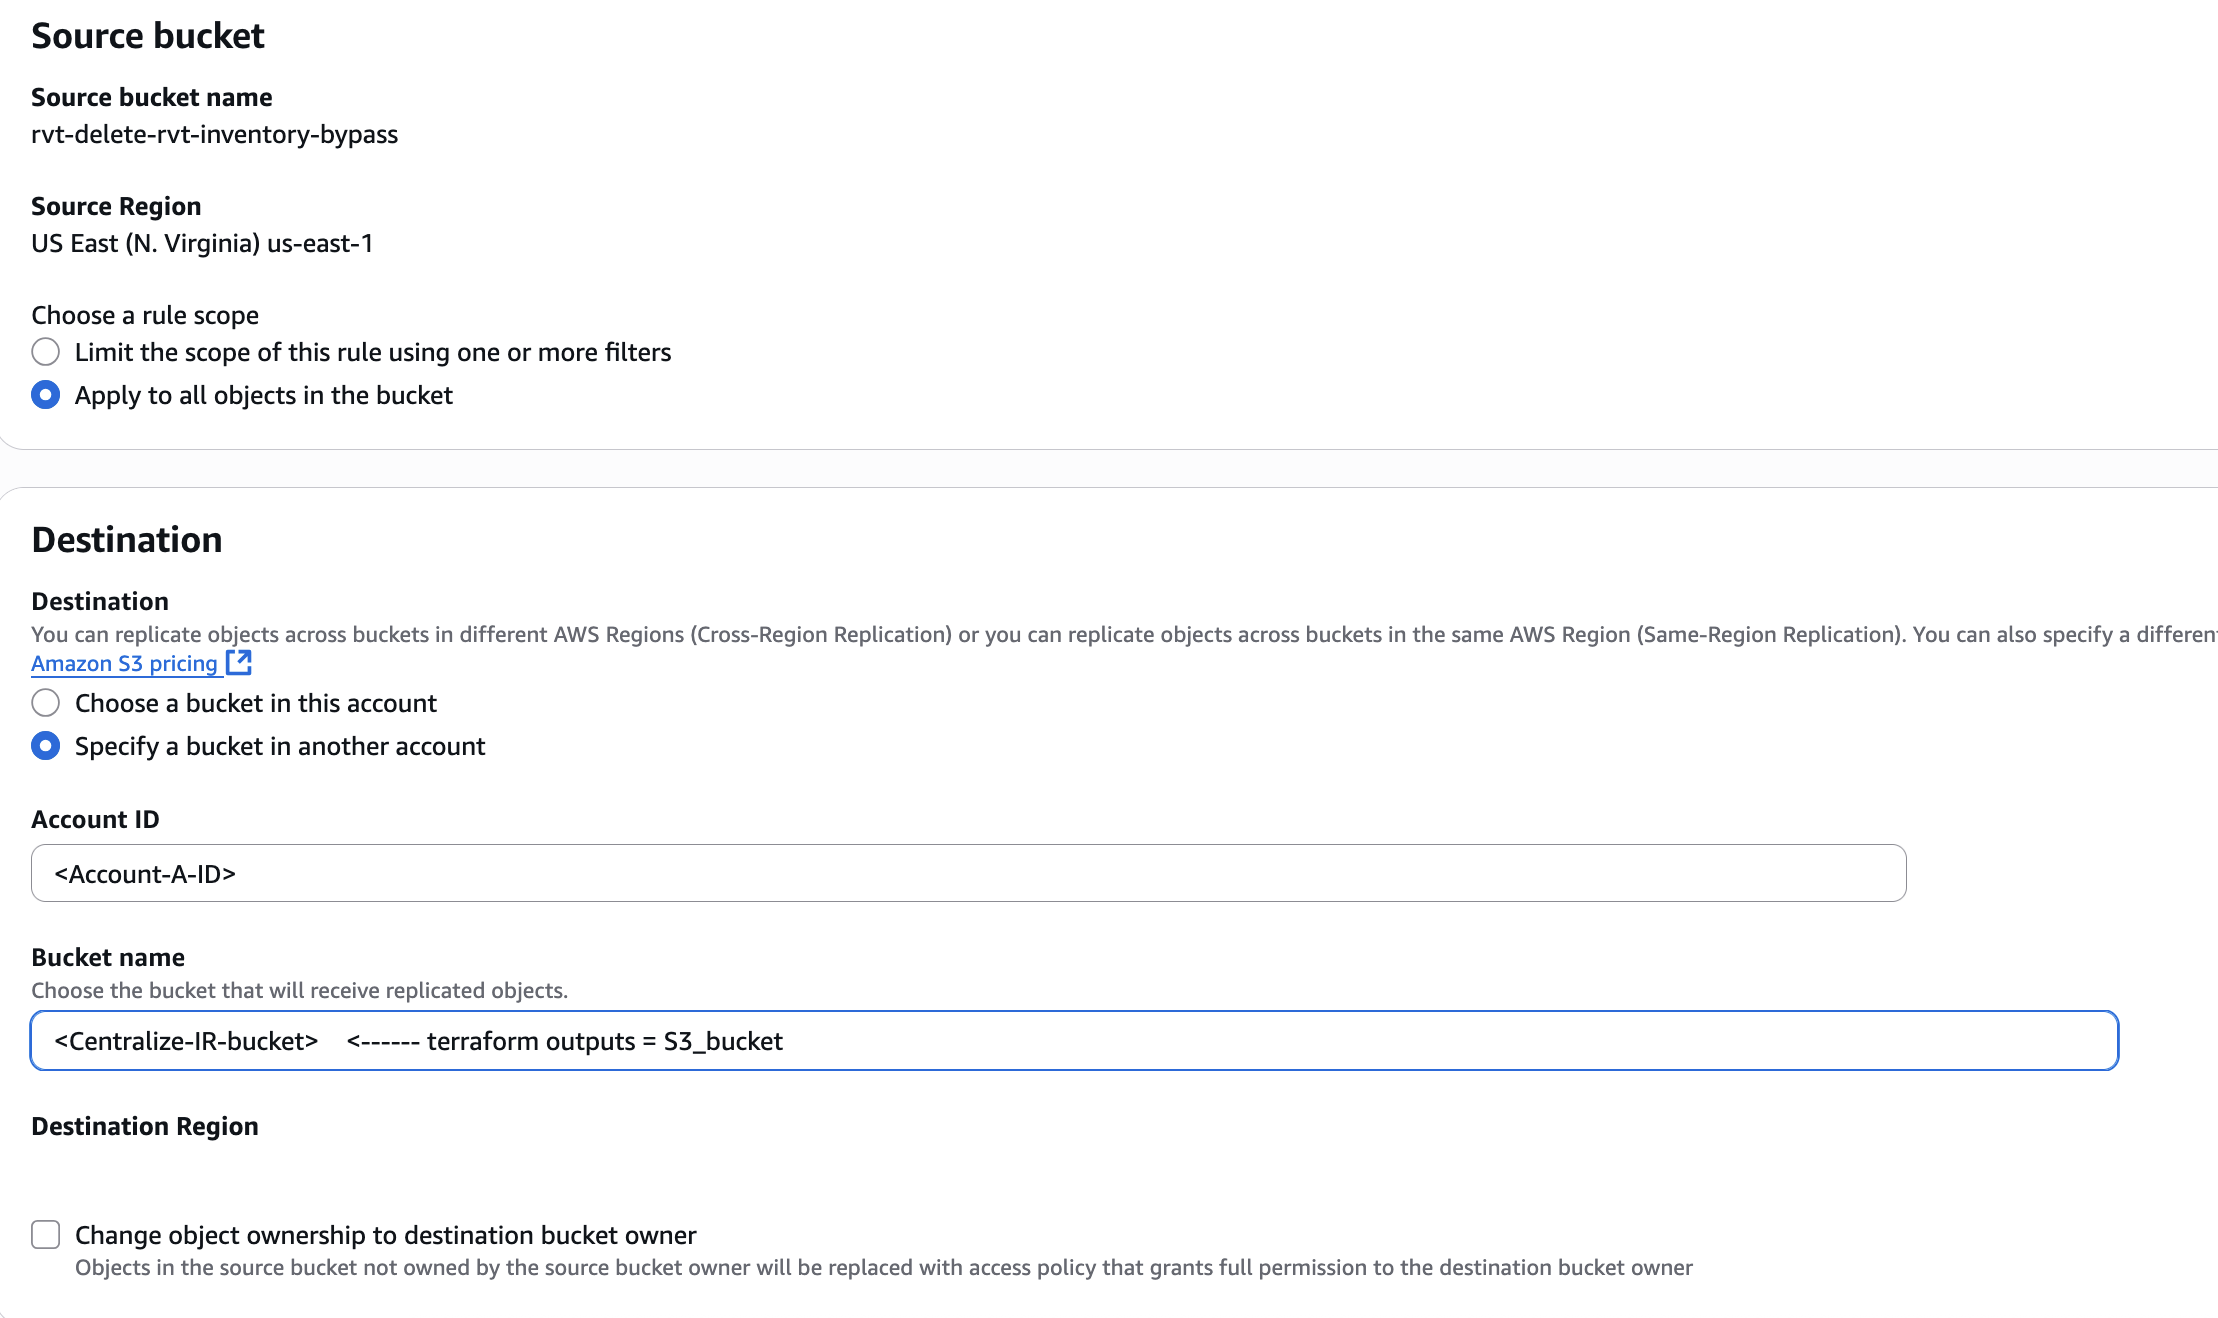 Source bucket
Source bucket name
rvt-delete-rvt-inventory-bypass
Source Region
US East (N. Virginia) us-east-1
Choose a rule scope
Limit the scope of this rule using one or more filters
Apply to all objects in the bucket
Destination
Destination
You can replicate objects across buckets in different AWS Regions (Cross-Region Replication) or you can replicate objects across buckets in the same AWS Region (Same-Region Replication). You can also specify a differen
Amazon S3 pricing
Choose a bucket in this account
Specify a bucket in another account
Account ID
<Account-A-ID>
Bucket name
Choose the bucket that will receive replicated objects.
<Centralize-IR-bucket> <------ terraform outputs = S3_bucket
Destination Region
Change object ownership to destination bucket owner
Objects in the source bucket not owned by the source bucket owner will be replaced with access policy that grants full permission to the destination bucket owner